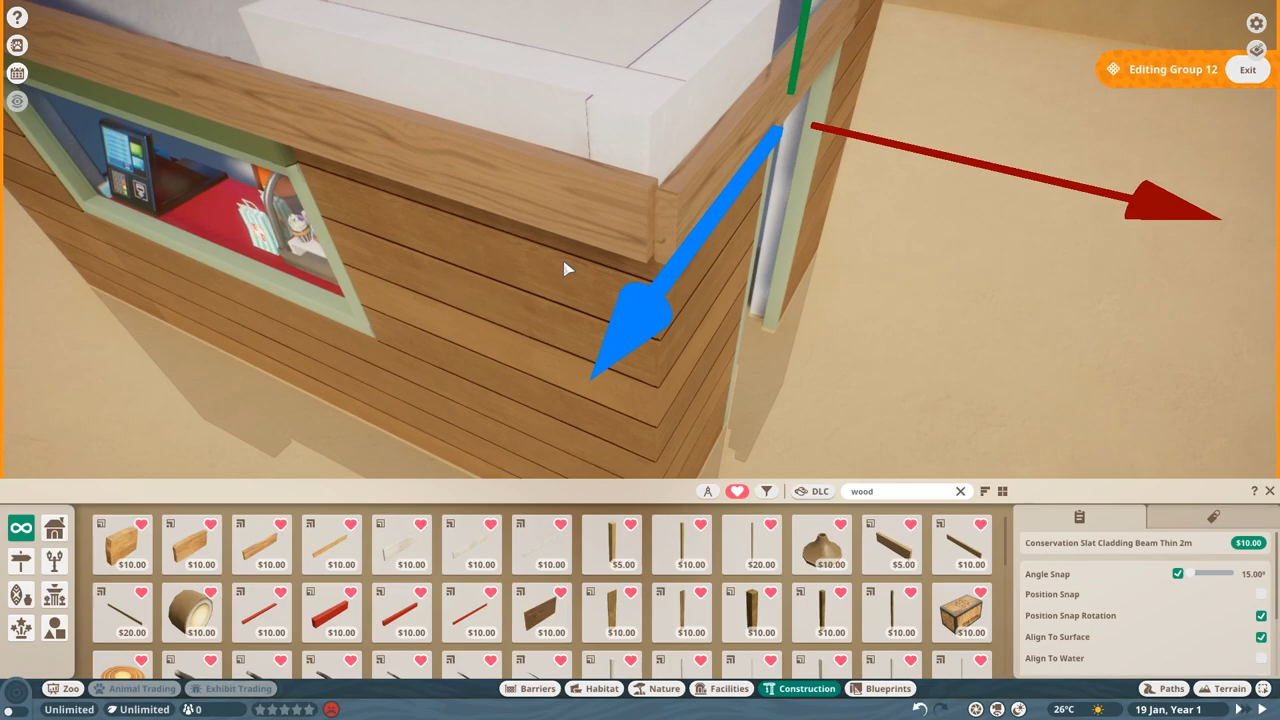 ?
Editing Group 12
Exit
DLC
wood
?
$10.00
$10.00
$10.00
$10.00
$10.00
$10.00
$10.00
$5.00
$10.00
$20.00
$10.00
$5.00
$10.00
$20.00
$10.00
$10.00
$10.00
$10.00
$10.00
$10.00
$10.00
$10.00
$10.00
$10.00
$10.00
$10.00
Conservation Slat Cladding Beam Thin 2m
$10.00
Angle Snap
15.00°
Position Snap
Position Snap Rotation
Align To Surface
Align To Water
Zoo
Animal Trading
Exhibit Trading
Barriers
Habitat
Nature
Facilities
Construction
Blueprints
Paths
Terrain
Unlimited
Unlimited
0
26°C
19 Jan, Year 1